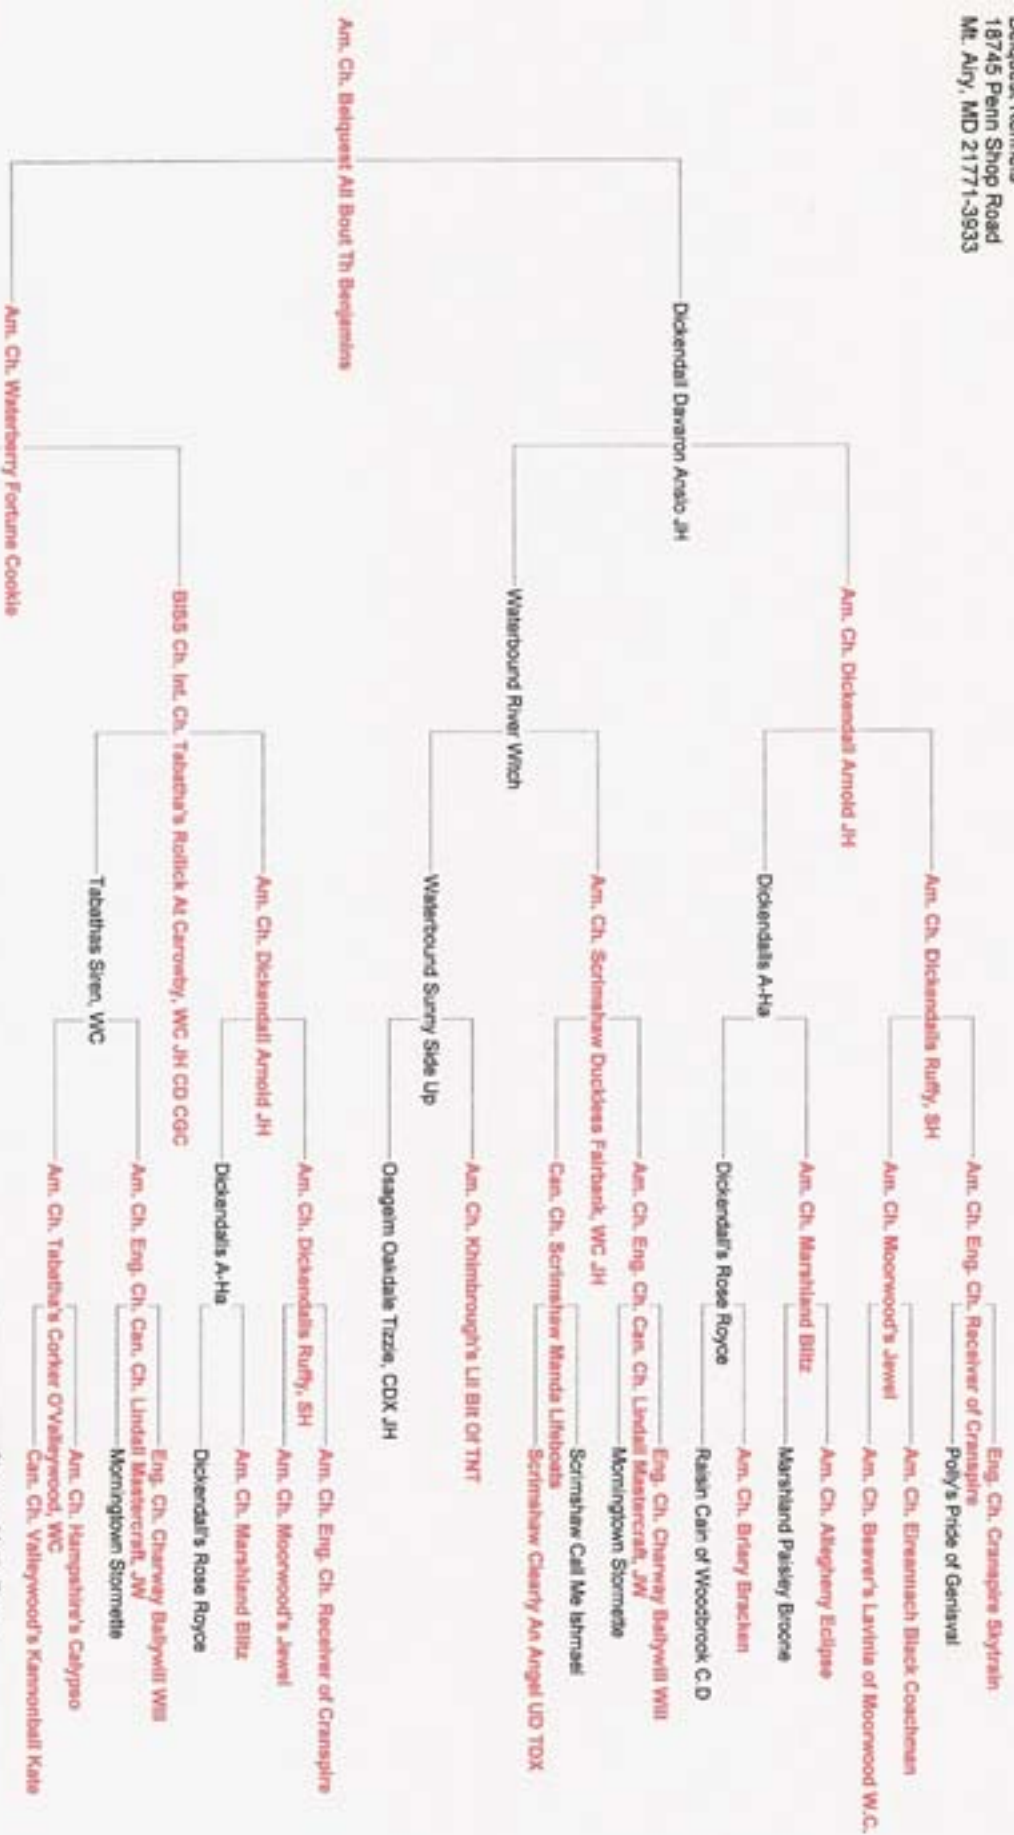 18745 Penn Shop Road
Mt. Airy, MD 21771-3933
Eng. Ch. Cranspire Skytrain
Am. Ch. Eng. Ch. Receiver of Cranspire
Polly's Pride of Genisval
Am. Ch. Dickendalls Ruffy, SH
Am. Ch. Eireannach Black Coachman
Am. Ch. Moorwood's Jewel
Am. Ch. Beaver's Lavinia of Moorwood W.C.
Am. Ch. Dickendall Arnold JH
Am. Ch. Allegheny Eclipse
Am. Ch. Marshland Blitz
Marshland Paisley Broone
Dickendalls A-Ha
Am. Ch. Briary Bracken
Dickendall's Rose Royce
Raisin Cain of Woodbrook C.D
Dickendall Davaron Anslo JH
Eng. Ch. Charway Ballywill Will
Am. Ch. Eng. Ch. Can. Ch. Lindall Mastercraft, JW
Morningtown Stormette
Am. Ch. Scrimshaw Duckless Fairbank, WC JH
Scrimshaw Call Me Ishmael
Can. Ch. Scrimshaw Manda Lifeboats
Scrimshaw Clearly An Angel UD TDX
Waterbound River Witch
Am. Ch. Khimbrough's Lil Bit Of TNT
Waterbound Sunny Side Up
Osageim Oakdale Tizzie, CDX JH
Am. Ch. Belquest All Bout Th Benjamins
Am. Ch. Eng. Ch. Receiver of Cranspire
Am. Ch. Dickendalls Ruffy, SH
Am. Ch. Moorwood's Jewel
Am. Ch. Dickendall Arnold JH
Am. Ch. Marshland Blitz
Dickendalls A-Ha
Dickendall's Rose Royce
BISS Ch. Int. Ch. Tabatha's Rollick At Carowby, WC JH CD CGC
Eng. Ch. Charway Ballywill Will
Am. Ch. Eng. Ch. Can. Ch. Lindall Mastercraft, JW
Morningtown Stormette
Tabathas Siren, WC
Am. Ch. Hampshire's Calypso
Am. Ch. Tabatha's Corker O'Valleywood, WC
Can. Ch. Valleywood's Kannonball Kate
Am. Ch. Waterberry Fortune Cookie